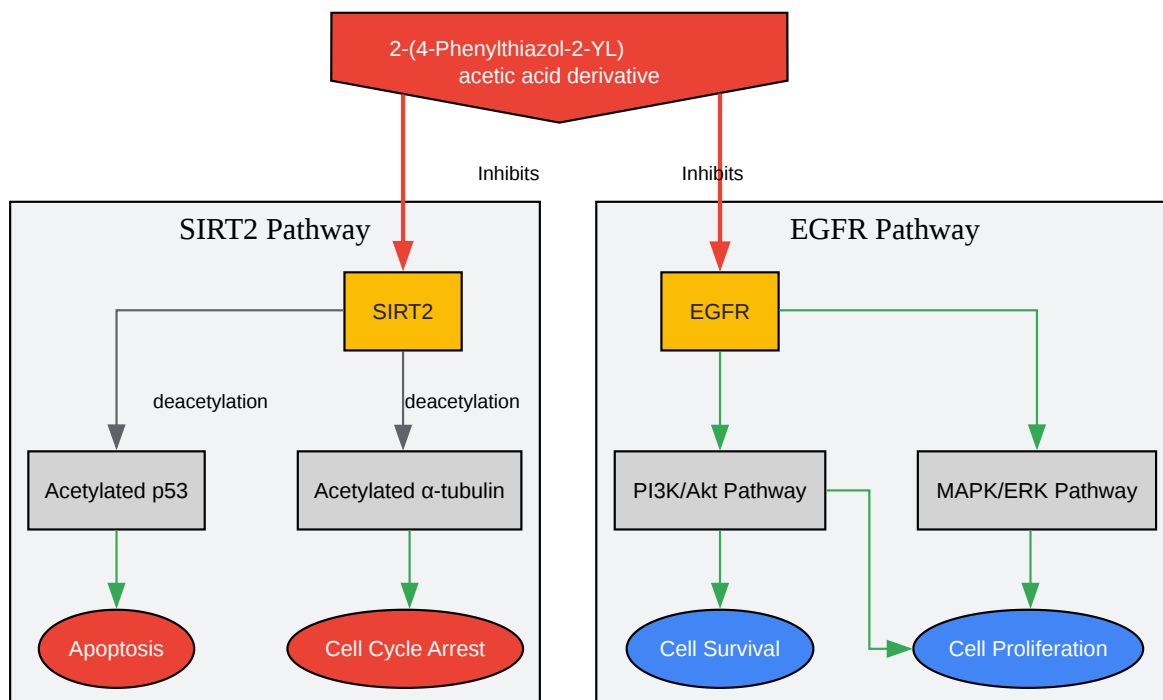 2-(4-Phenylthiazol-2-YL)
acetic acid derivative
Inhibits
Inhibits
SIRT2 Pathway
EGFR Pathway
SIRT2
EGFR
deacetylation
deacetylation
Acetylated p53
Acetylated α-tubulin
PI3K/Akt Pathway
MAPK/ERK Pathway
Apoptosis
Cell Cycle Arrest
Cell Survival
Cell Proliferation